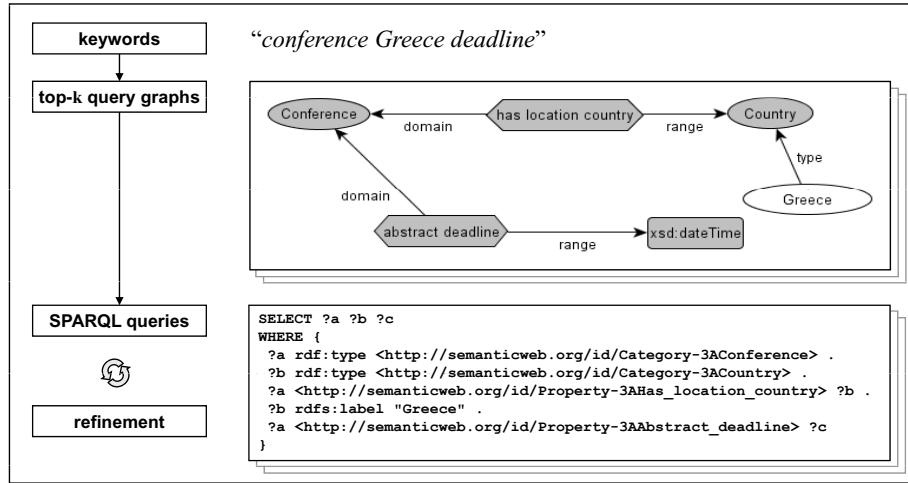 keywords
“conference Greece deadline”
top-k query graphs
Conference
has location country
Country
domain
range
type
domain
Greece
abstract deadline
range
xsd:dateTime
SPARQL queries
SELECT ?a ?b ?c
WHERE {
?a rdf:type <http://semanticweb.org/id/Category-3AConference> .
?b rdf:type <http://semanticweb.org/id/Category-3ACountry> .
?a <http://semanticweb.org/id/Property-3AHas_location_country> ?b .
?b rdfs:label "Greece" .
?a <http://semanticweb.org/id/Property-3AAbstract_deadline> ?c
}
refinement